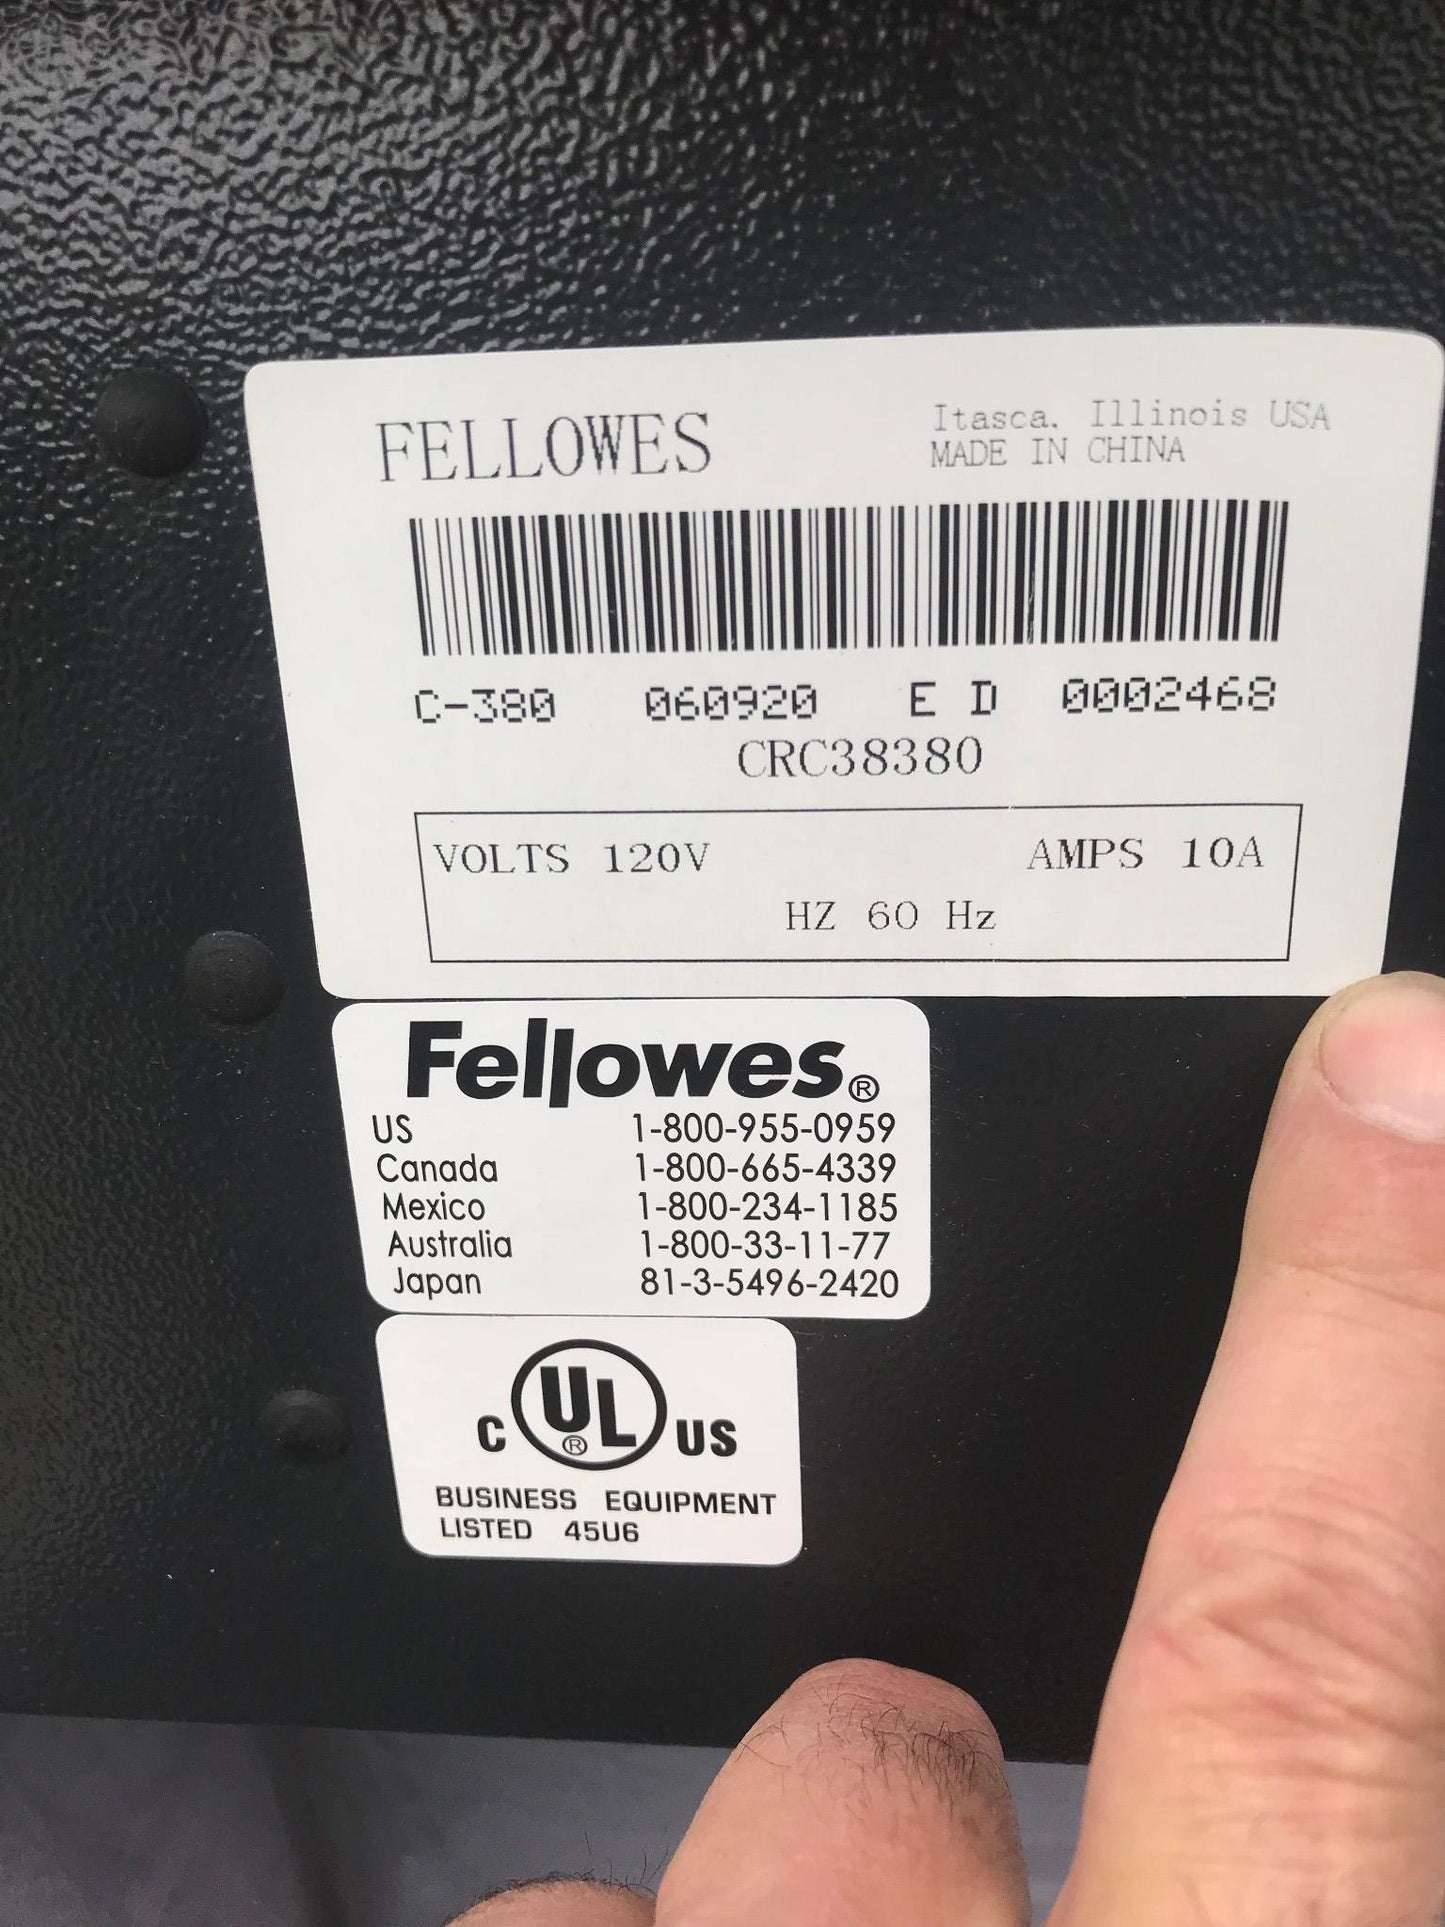 FELLOWES
Itasca. Illinois USA
MADE IN CHINA
C-380 060920 E D 0002468
CRC38380
VOLTS 120V AMPS 10A
HZ 60 Hz
Fellowes®
US 1-800-955-0959
Canada 1-800-665-4339
Mexico 1-800-234-1185
Australia 1-800-33-11-77
Japan 81-3-5496-2420
C UL® US
BUSINESS EQUIPMENT
LISTED 45U6